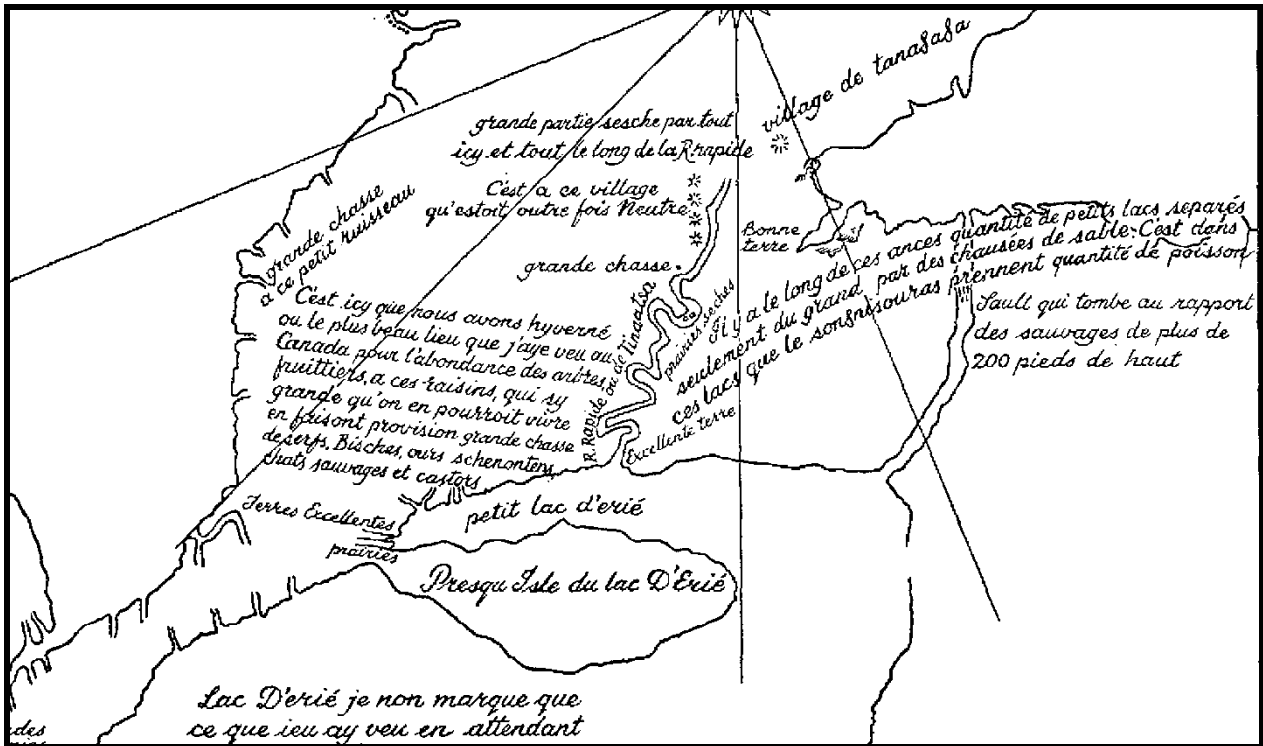 village de tanaȣaȣa
grande partie sesche par tout
icy et tout le long de la R. rapide
C'est a ce village
qu'estoit outre fois Neutre
Bonne
terre
grande chasse
grande chasse
a ce petit ruisseau
Il y a le long de ces ances quantité de petits lacs separés
seulement du grand par des chausées de sable. C'est dans
ces lacs que le sonȣntsouras prennent quantité de poisson
Sault qui tombe au rapport
des sauvages de plus de
200 pieds de haut
C'est icy que nous avons hyverné
ou le plus beau lieu que j'aye veu au
Canada pour l'abondance des arbres,
fruittiers, a ces raisins, qui sy
grande qu'on en pourroit vivre
en faisont provision grande chasse
de serfs, Bisches, ours schenontens,
chats sauvages et castors
R. Rapide ou de Tinaatsa
prairies seches
Excellente terre
Terres Excellentes
prairies
petit lac d'erié
Presqu Isle du lac D'Erié
Lac D'erié je non marque que
ce que ieu ay veu en attendant